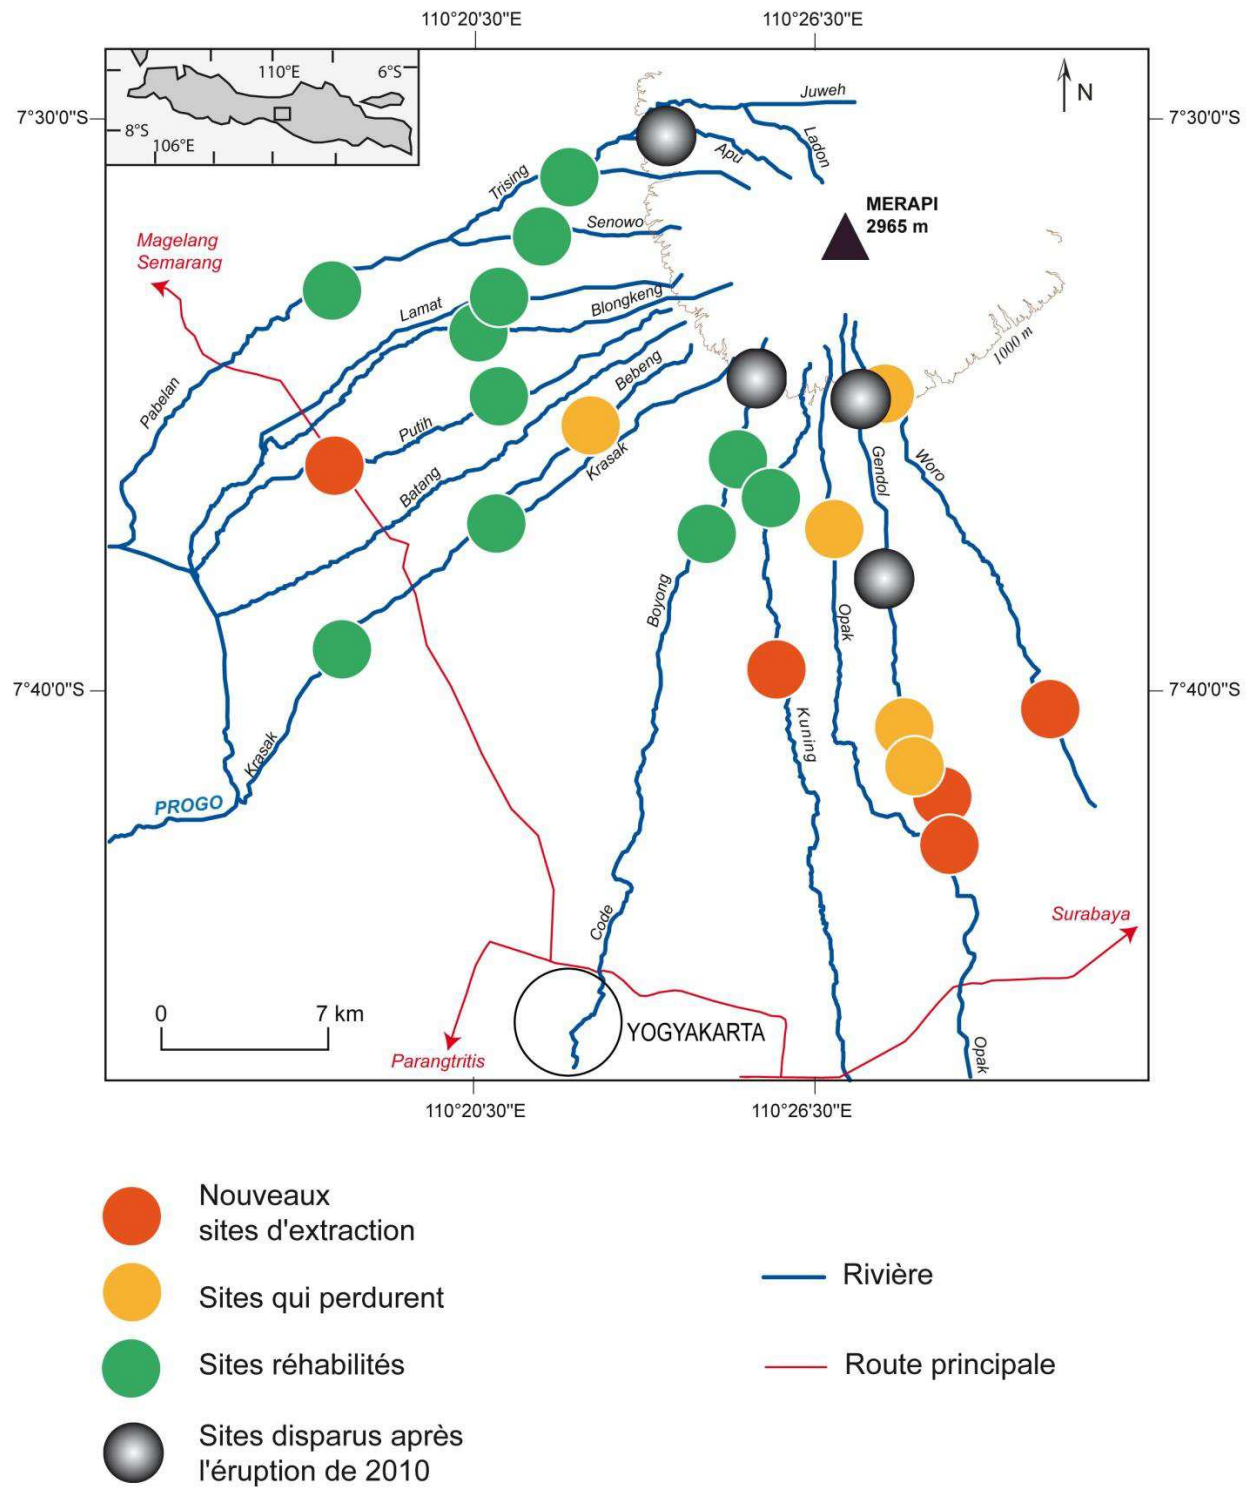 110°20'30"E
110°26'30"E
110°E
6°S
8°S
106°E
N
7°30'0"S
7°30'0"S
Juweh
Ladon
Apu
Trising
Senowo
MERAPI
2965 m
Magelang
Semarang
Lamat
Blongkeng
1000 m
Bebeng
Pabelan
Putih
Krasak
Batang
Gendol
Woro
Boyong
Opak
7°40'0"S
7°40'0"S
Kuning
Krasak
PROGO
Code
Surabaya
0
7 km
YOGYAKARTA
Parangtritis
Opak
110°20'30"E
110°26'30"E
Nouveaux
sites d'extraction
Sites qui perdurent
Rivière
Sites réhabilités
Route principale
Sites disparus après
l'éruption de 2010